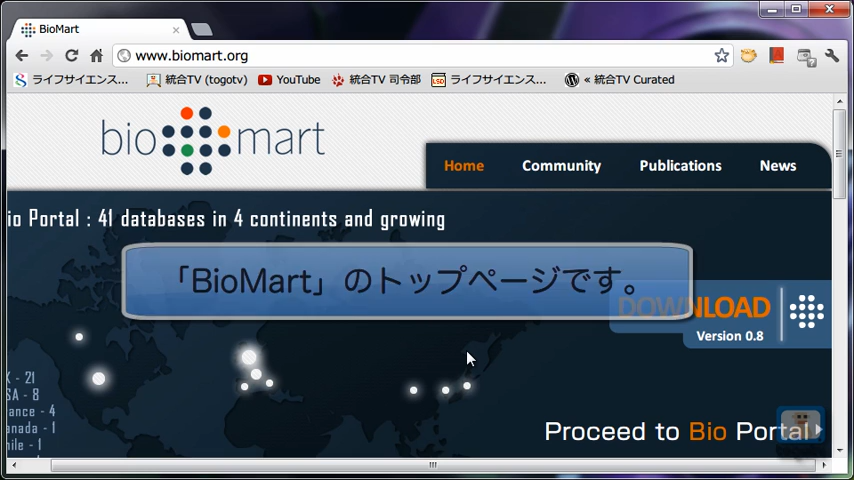 BioMart
www.biomart.org
ライフサイエンス... 統合TV (togotv) YouTube 統合TV 司令部 ライフサイエンス... « 統合TV Curated
bio mart
Home Community Publications News
io Portal : 41 databases in 4 continents and growing
「BioMart」のトップページです。
DOWNLOAD
Version 0.8
K - 21
SA - 8
ance - 4
anada - 1
hile - 1
Proceed to Bio Portal